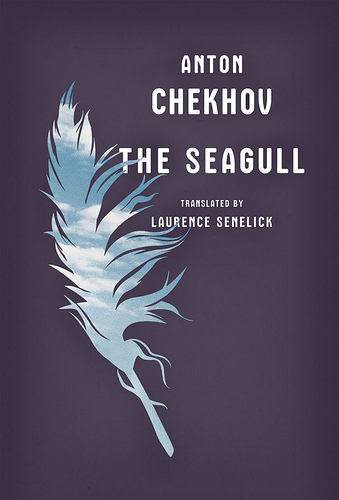 ANTON
CHEKHOV
THE SEAGULL
TRANSLATED BY
LAURENCE SENELICK